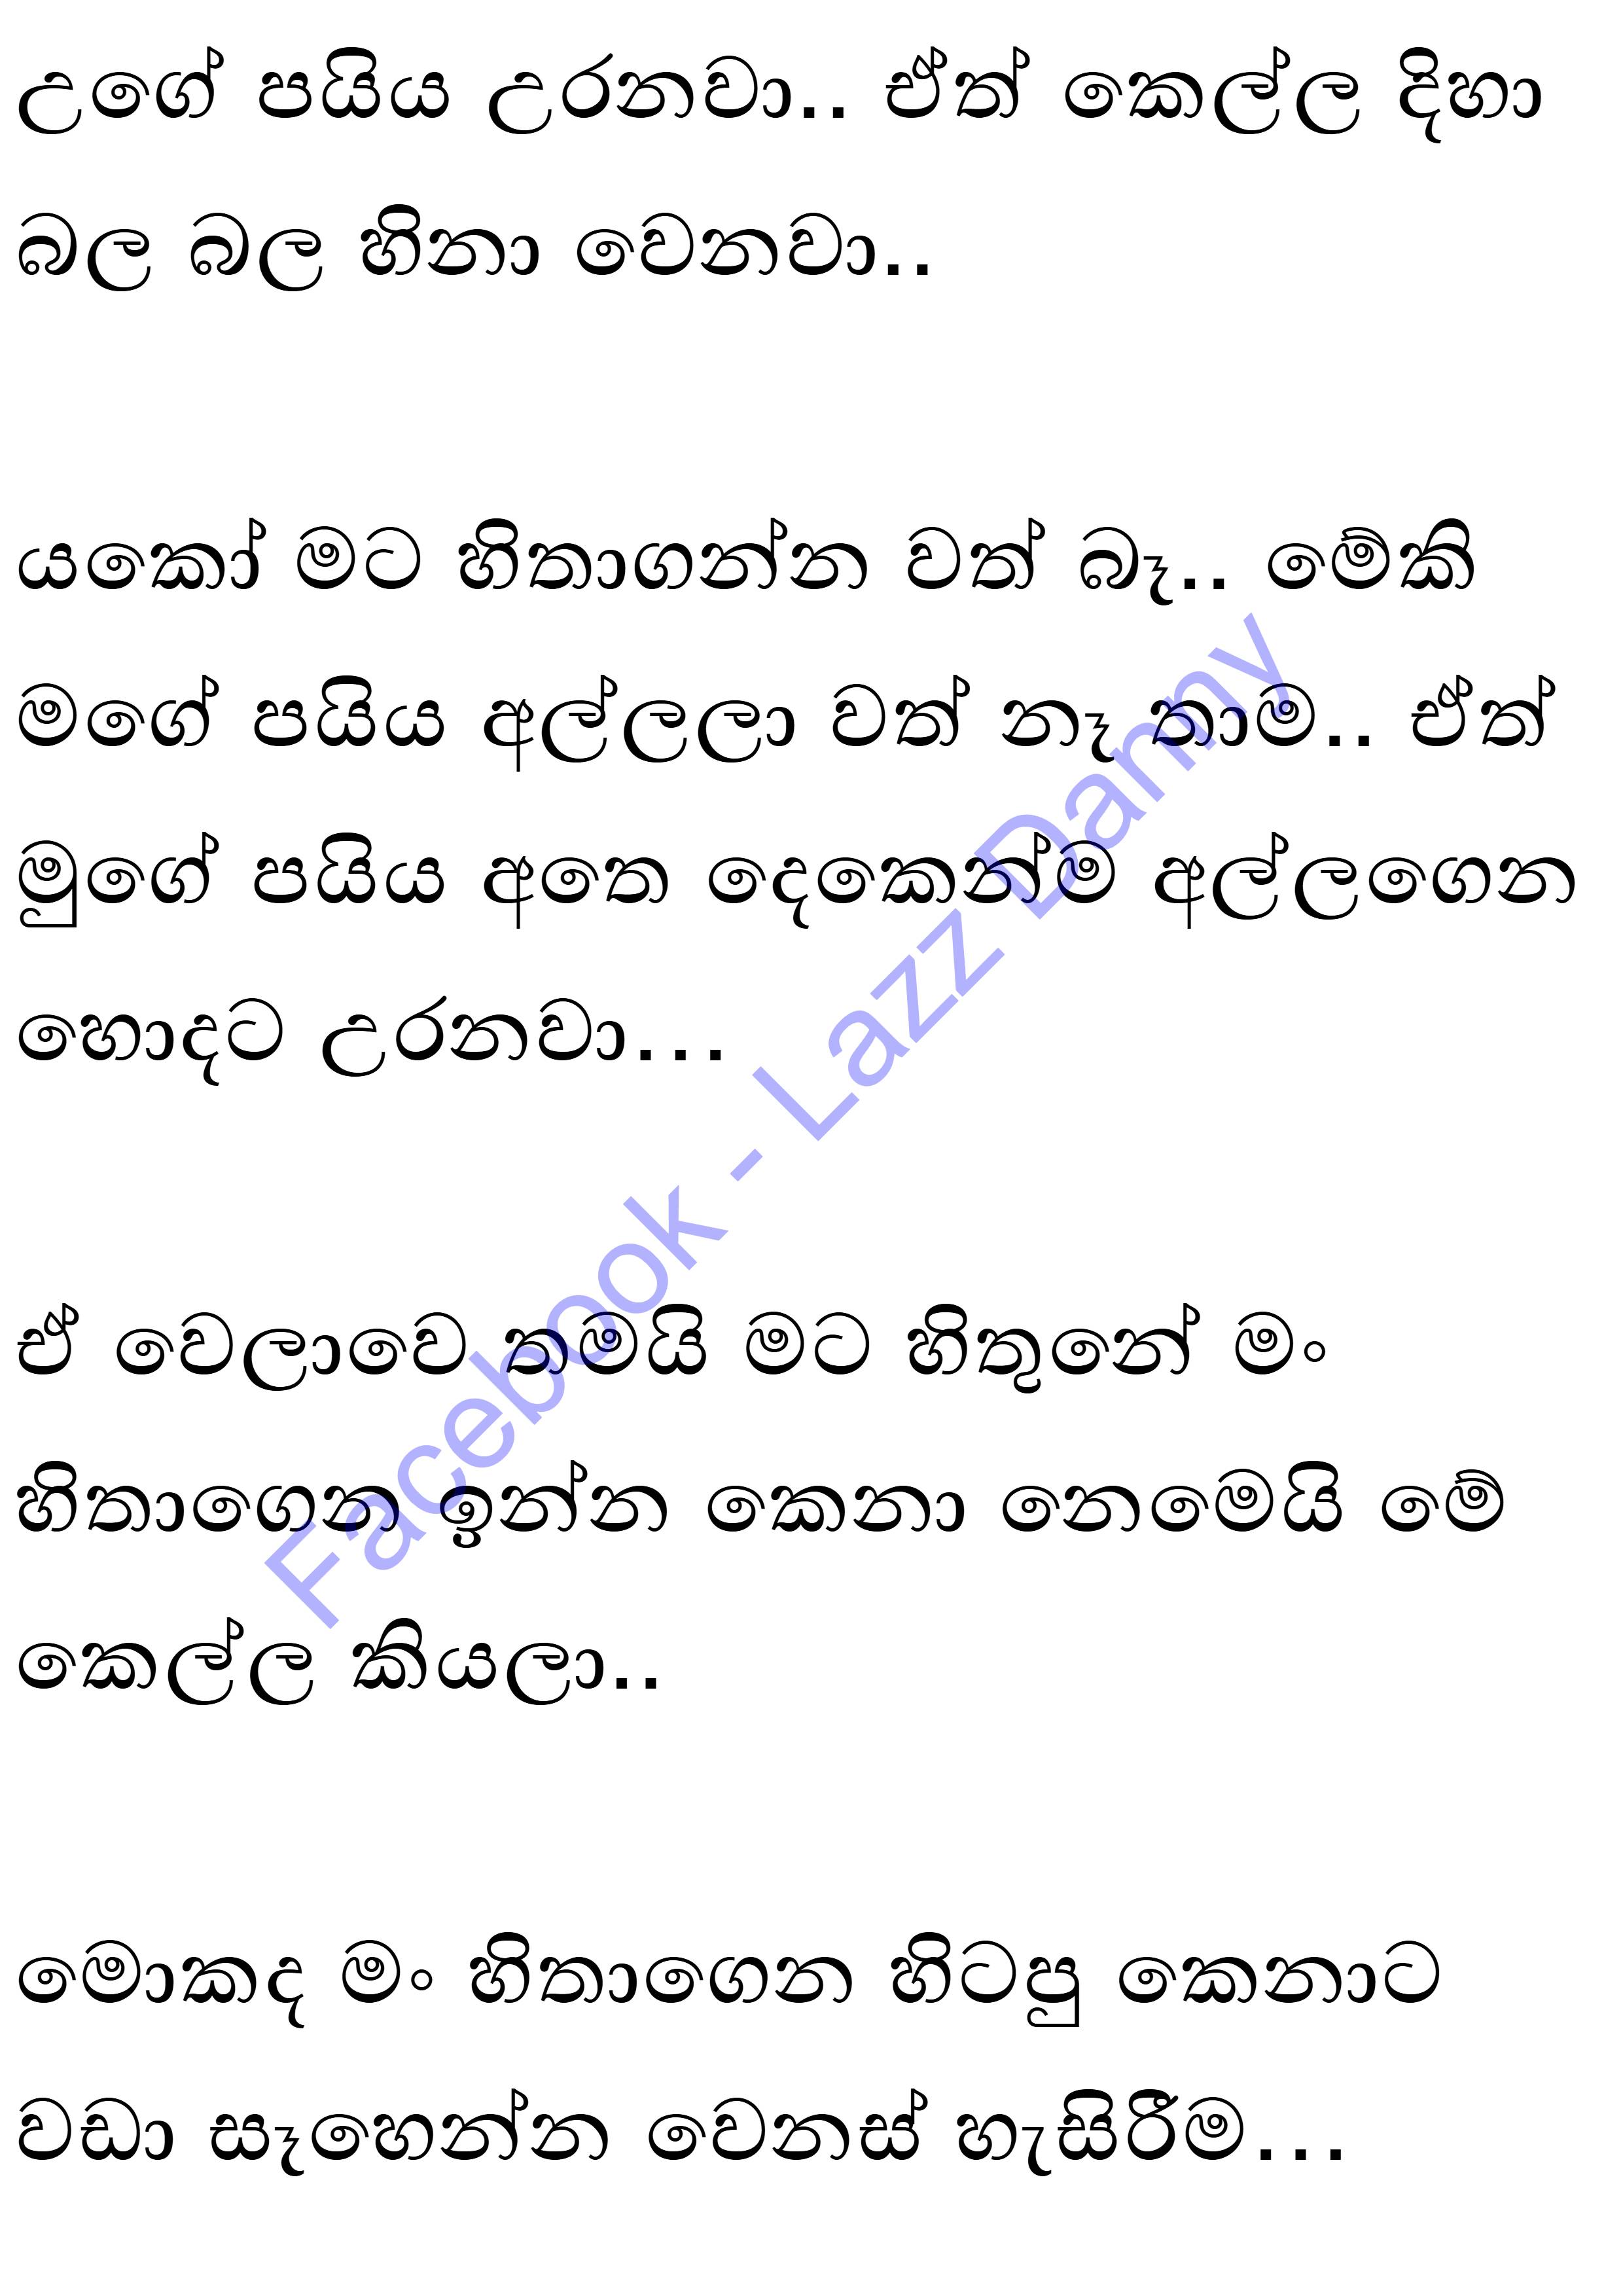 උගේ පයිය උරනවා.. ඒත් කෙල්ල දිහා
බල බල හිනා වෙනවා..
යකෝ මට හිතාගන්න වත් බෑ.. මේකි
මගේ පයිය අල්ලලා වත් නෑ තාම.. ඒත්
මුගේ පයිය අතෙ දෙකෙන්ම අල්ලගෙන
හොදට උරනවා…
ඒ වෙලාවෙ තමයි මට හිතුනේ මං
හිතාගෙන ඉන්න කෙනා නෙමෙයි මේ
කෙල්ල කියලා..
මොකද මං හිතාගෙන හිටපු කෙනාට
වඩා සෑහෙන්න වෙනස් හැසිරීම…
Facebook - Lazz Danny